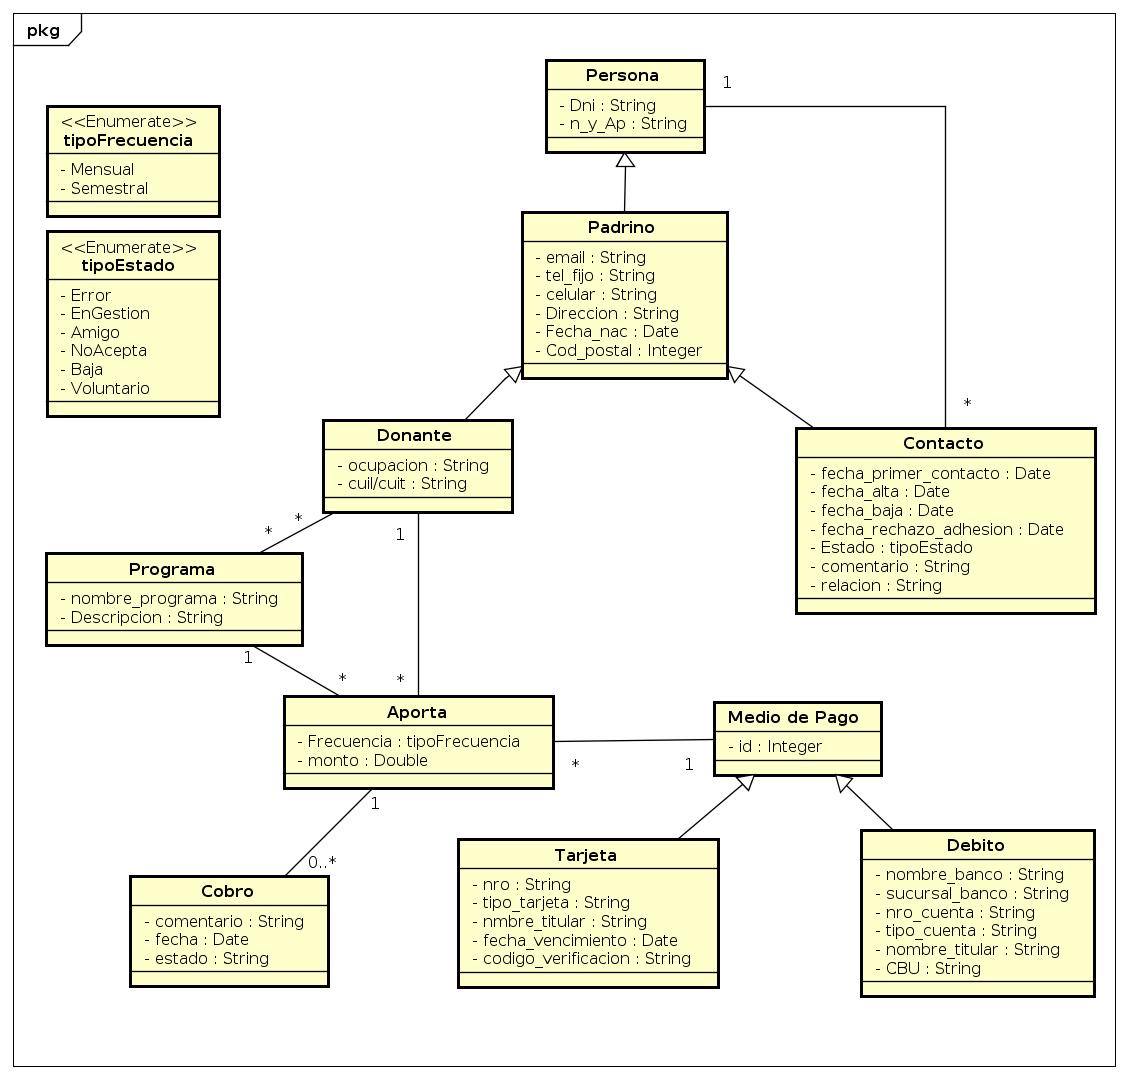 pkg
Persona
- Dni : String
- n_y_Ap : String
1
<<Enumerate>>
tipoFrecuencia
- Mensual
- Semestral
Padrino
- email : String
- tel_fijo : String
- celular : String
- Direccion : String
- Fecha_nac : Date
- Cod_postal : Integer
<<Enumerate>>
tipoEstado
- Error
- EnGestion
- Amigo
- NoAcepta
- Baja
- Voluntario
*
Donante
- ocupacion : String
- cuil/cuit : String
Contacto
- fecha_primer_contacto : Date
- fecha_alta : Date
- fecha_baja : Date
- fecha_rechazo_adhesion : Date
- Estado : tipoEstado
- comentario : String
- relacion : String
* *
1
Programa
- nombre_programa : String
- Descripcion : String
1
* *
Aporta
- Frecuencia : tipoFrecuencia
- monto : Double
Medio de Pago
- id : Integer
* 1
1
0..*
Cobro
- comentario : String
- fecha : Date
- estado : String
Tarjeta
- nro : String
- tipo_tarjeta : String
- nmbre_titular : String
- fecha_vencimiento : Date
- codigo_verificacion : String
Debito
- nombre_banco : String
- sucursal_banco : String
- nro_cuenta : String
- tipo_cuenta : String
- nombre_titular : String
- CBU : String